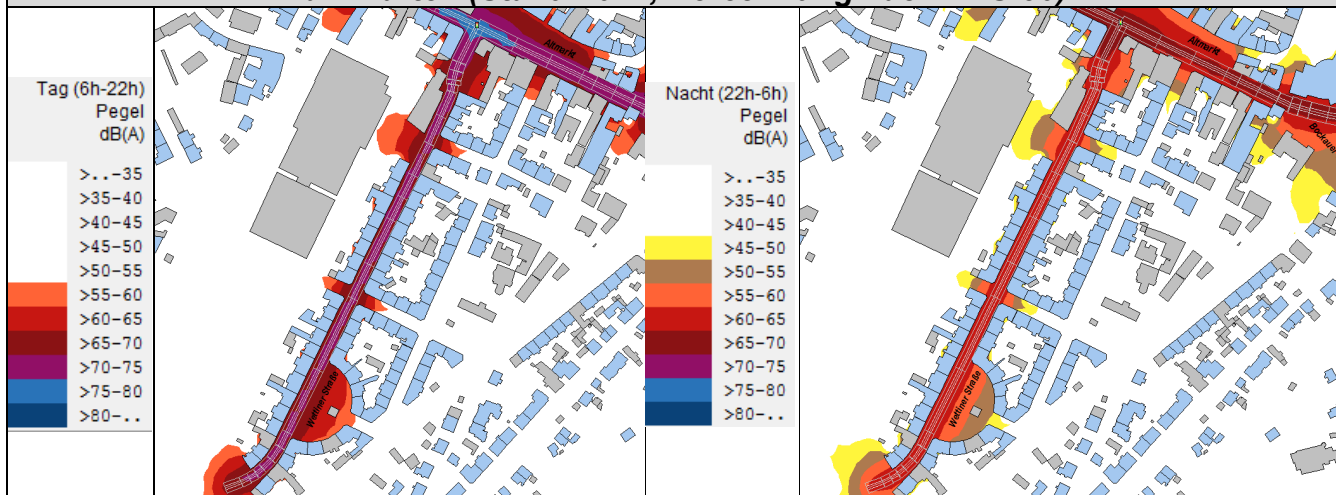 Tag (6h-22h)
Pegel
dB(A)
>..-35
>35-40
>40-45
>45-50
>50-55
>55-60
>60-65
>65-70
>70-75
>75-80
>80-..
Altmarkt
Wettiner Straße
Nacht (22h-6h)
Pegel
dB(A)
>..-35
>35-40
>40-45
>45-50
>50-55
>55-60
>60-65
>65-70
>70-75
>75-80
>80-..
Altmarkt
Wettiner Straße